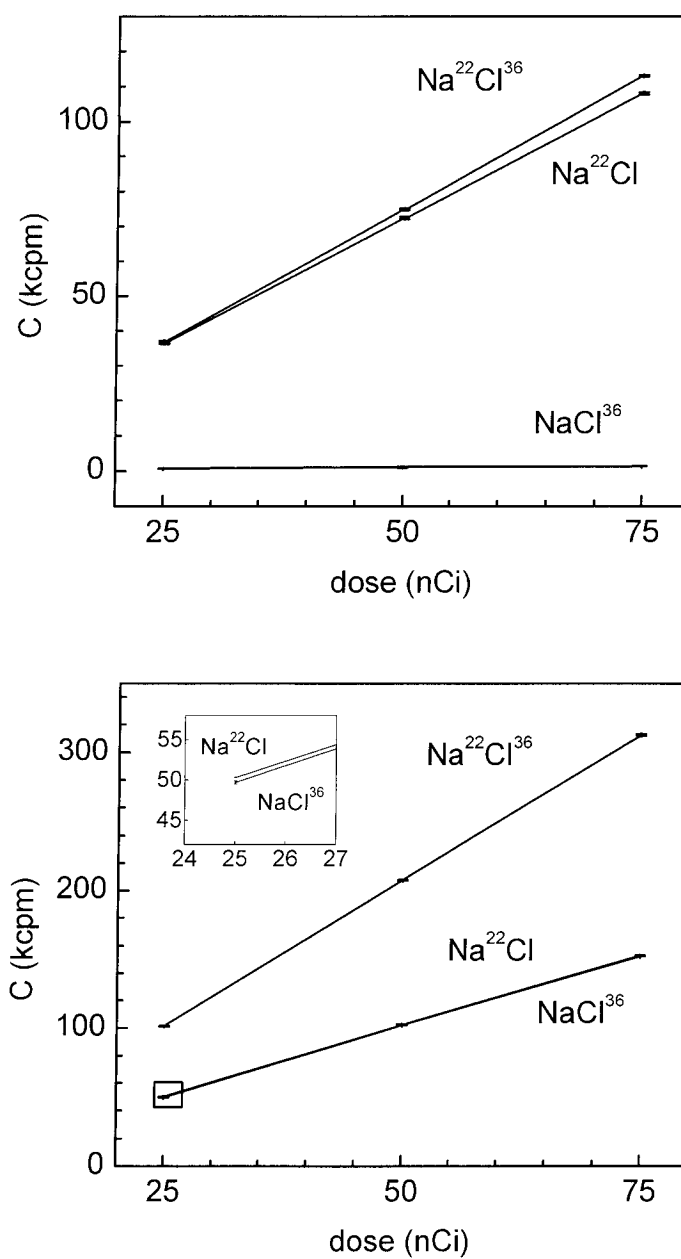 Na²²Cl³⁶
100
Na²²Cl
C (kcpm)
50
NaCl³⁶
0
25 50 75
dose (nCi)
300
55
Na²²Cl
50
NaCl³⁶
45
24 25 26 27
Na²²Cl³⁶
C (kcpm)
200
Na²²Cl
100
NaCl³⁶
0
25 50 75
dose (nCi)